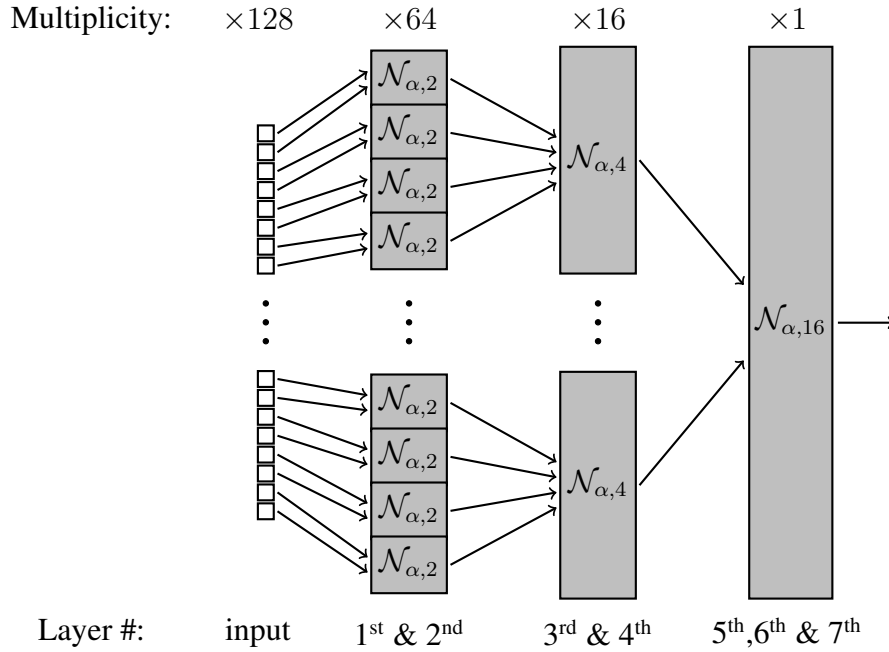 Multiplicity: ×128 ×64 ×16 ×1
𝒩α,2
𝒩α,2
𝒩α,4
𝒩α,2
𝒩α,2
𝒩α,16
𝒩α,2
𝒩α,2
𝒩α,4
𝒩α,2
𝒩α,2
Layer #: input 1st & 2nd 3rd & 4th 5th,6th & 7th